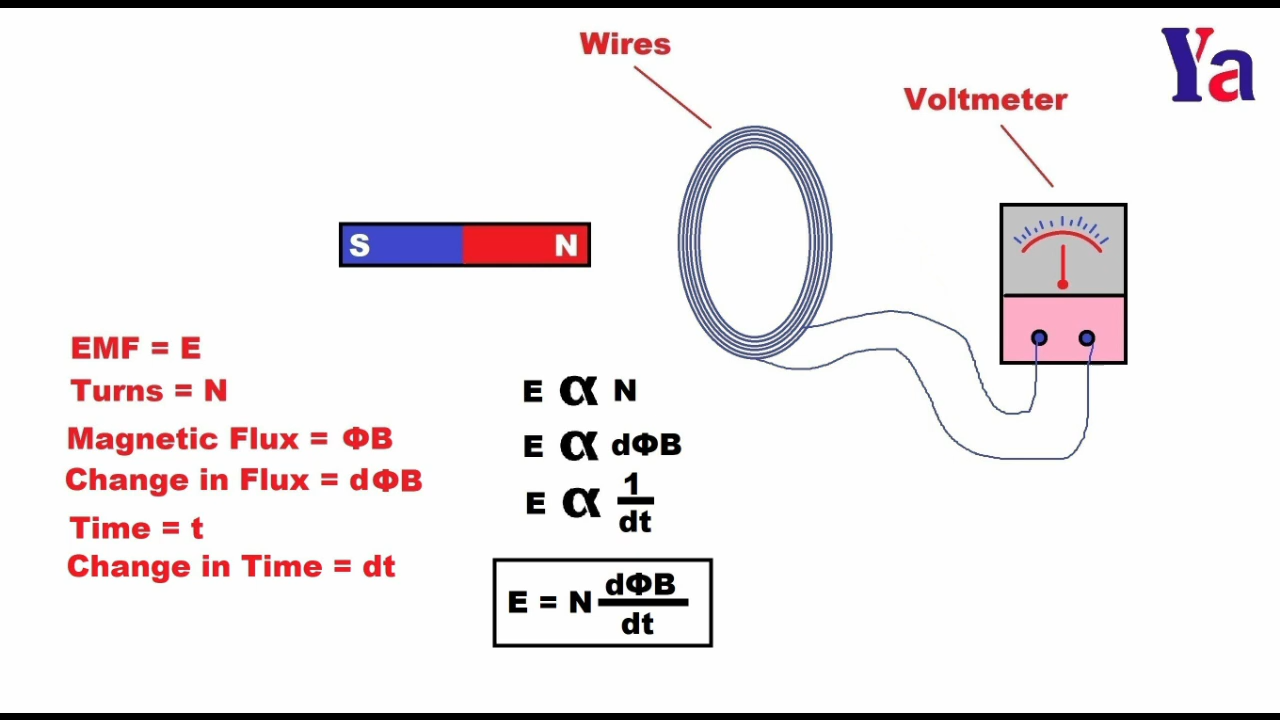 Wires
Ya
Voltmeter
S N
EMF = E
Turns = N
Magnetic Flux = ΦB
Change in Flux = dΦB
Time = t
Change in Time = dt
E α N
E α dΦB
E α 1/dt
E = N dΦB/dt